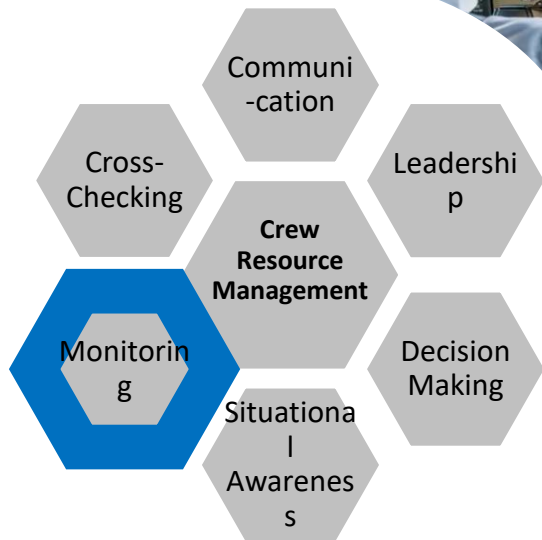 Communi
-cation
Cross-
Checking
Leadershi
p
Crew
Resource
Management
Monitorin
g
Decision
Making
Situationa
l
Awarenes
s